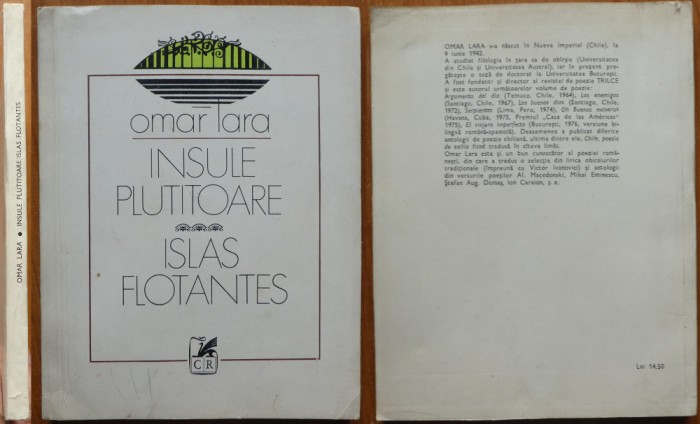 OMAR LARA ● INSULE PLUTITOARE/ISLAS FLOTANTES
omar lara
INSULE
PLUTITOARE
ISLAS
FLOTANTES
CR
OMAR LARA s-a născut în Nueva Imperial (Chile), la
9 iunie 1942.
A studiat filologia în țara sa de obîrșie (Universitatea
din Chile și Universitatea Austral), iar în prezent pre-
gătește o teză de doctorat la Universitatea București.
A fost fondator și director al revistei de poezie TRILCE
și este autorul următoarelor volume de poezie:
Argumento del día (Temuco, Chile, 1964), Los enemigos
(Santiago, Chile, 1967), Los buenos días (Santiago, Chile,
1972), Serpientes (Lima, Peru, 1974), Oh Buenas maneras
(Havana, Cuba, 1975, Premiul „Casa de las Américas"
1975), El viajero imperfecto (București, 1978, versiune bi-
lingvă română-spaniolă). Deasemenea a publicat diferite
antologii de poezie chiliană, ultima dintre ele, Chile, poezie
de exilio fiind tradusă în cîteva limbi.
Omar Lara este și un bun cunoscător al poeziei româ-
nești, din care a tradus o selecție din lirica obiceiurilor
tradiționale (împreună cu Victor Ivanovici) și antologii
din versurile poeților Al. Macedonski, Mihai Eminescu,
Ștefan Aug. Doinaș, Ion Caraion, ș. a.
Lei 14,50